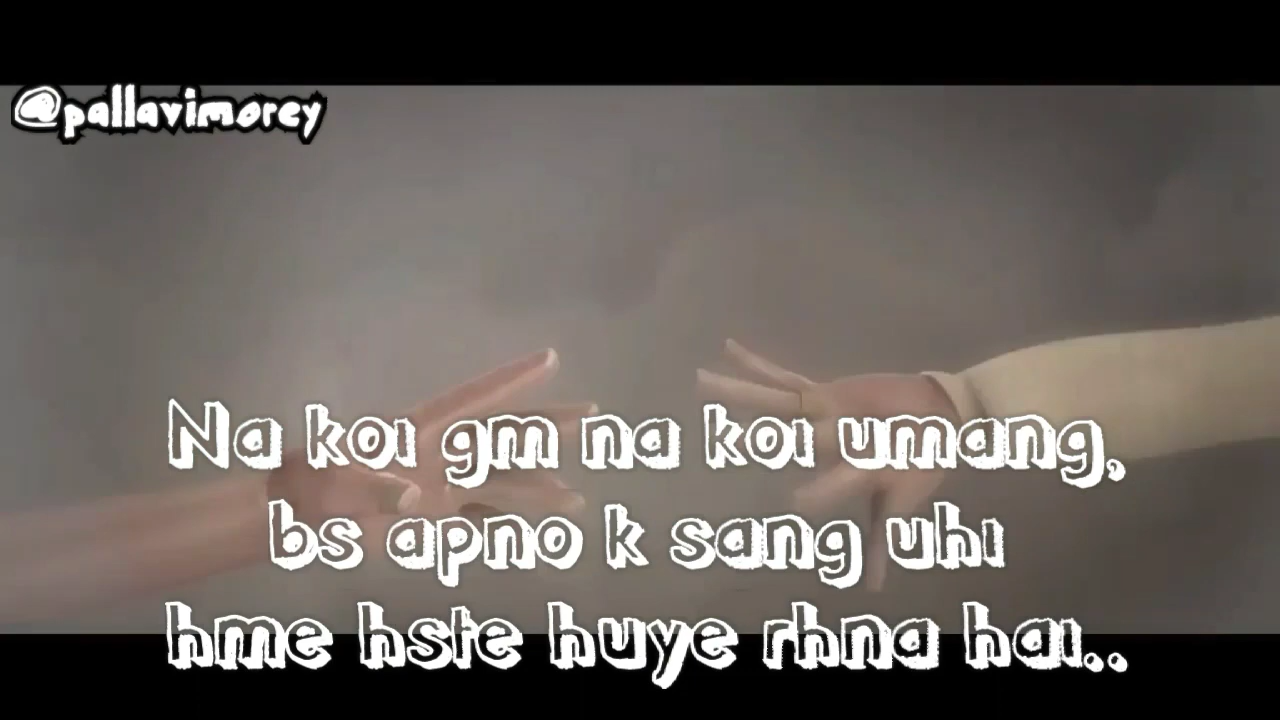 @pallavimorey
Na koi gm na koi umang,
bs apno k sang uhi
hme hste huye rhna hai..